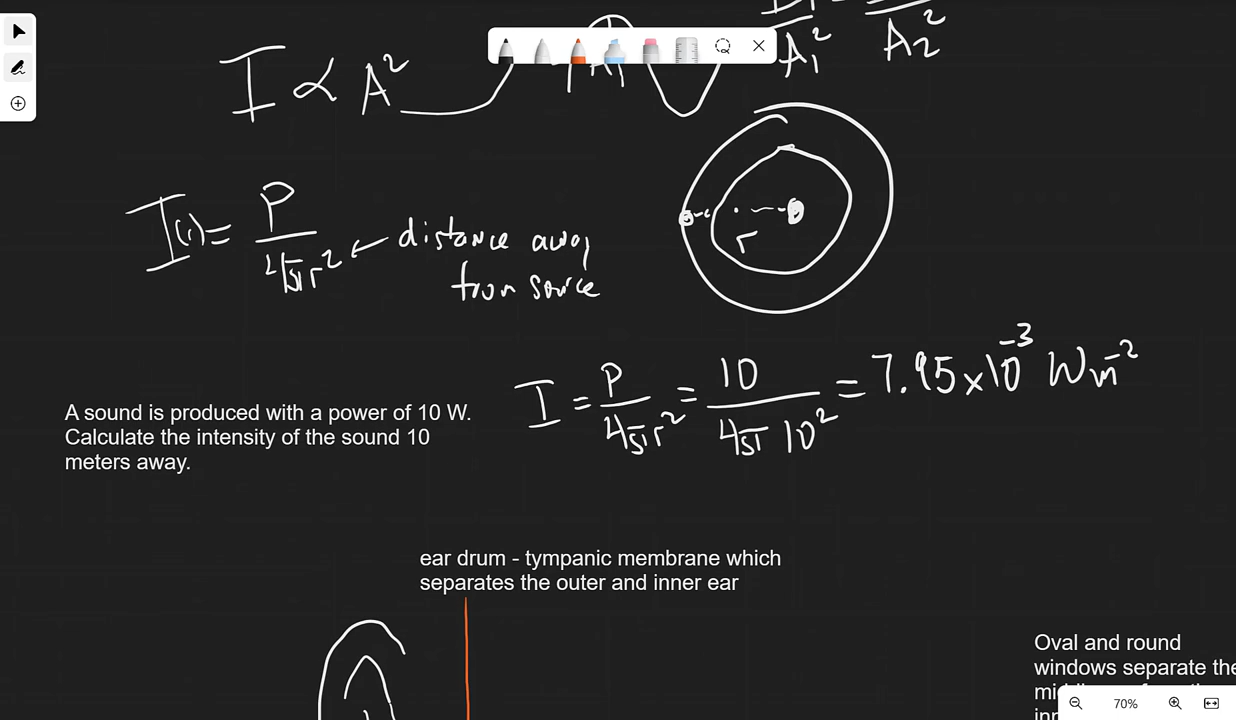 I ∝ A²
A₁
A₁²
A₂²
I(r) = P / 4πr² ← distance away
from source
r
I = P / 4πr² = 10 / 4π 10² = 7.95 × 10⁻³ W m⁻²
A sound is produced with a power of 10 W.
Calculate the intensity of the sound 10
meters away.
ear drum - tympanic membrane which
separates the outer and inner ear
Oval and round
windows separate the
70%